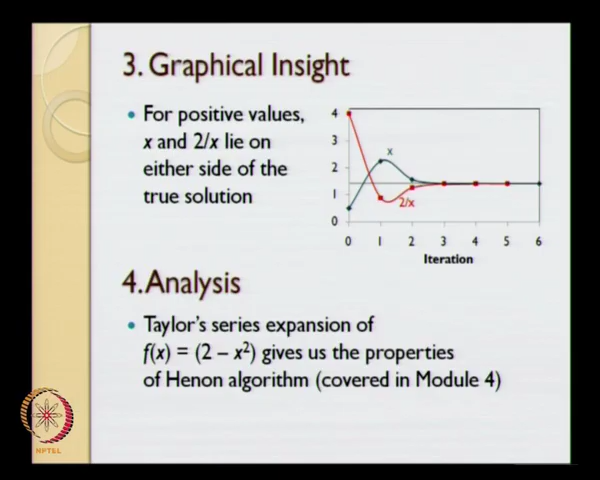 3. Graphical Insight
• For positive values,
x and 2/x lie on
either side of the
true solution
4
3
2
1
0
x
2/x
0 1 2 3 4 5 6
Iteration
4.Analysis
• Taylor's series expansion of
f(x) = (2 – x²) gives us the properties
of Henon algorithm (covered in Module 4)
NPTEL